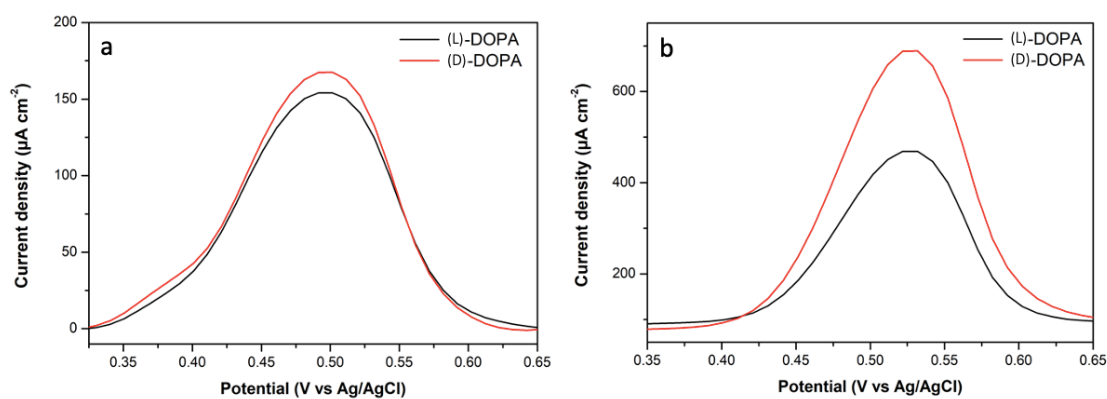 a
(L)-DOPA
(D)-DOPA
200
150
100
50
0
0.35 0.40 0.45 0.50 0.55 0.60 0.65
Current density (µA cm⁻²)
Potential (V vs Ag/AgCl)
b
(L)-DOPA
(D)-DOPA
600
400
200
0.35 0.40 0.45 0.50 0.55 0.60 0.65
Current density (µA cm⁻²)
Potential (V vs Ag/AgCl)